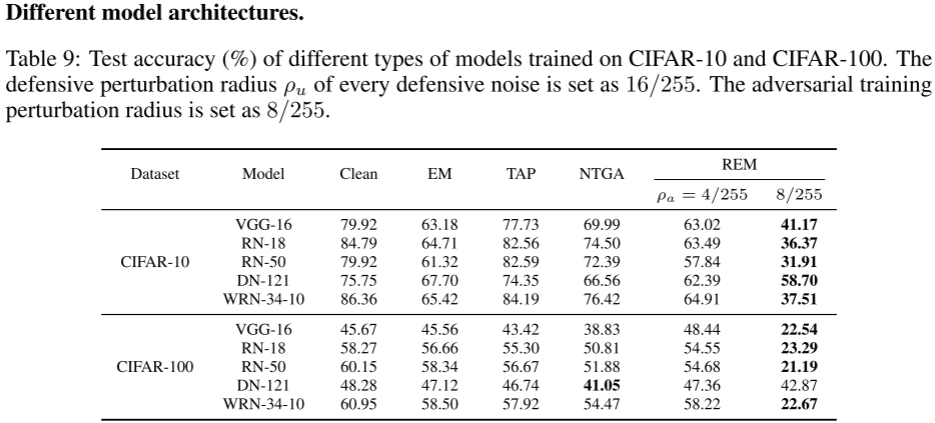 Different model architectures.
Table 9: Test accuracy (%) of different types of models trained on CIFAR-10 and CIFAR-100. The
defensive perturbation radius ρu of every defensive noise is set as 16/255. The adversarial training
perturbation radius is set as 8/255.
Dataset Model Clean EM TAP NTGA REM
ρa = 4/255 8/255
VGG-16 79.92 63.18 77.73 69.99 63.02 41.17
RN-18 84.79 64.71 82.56 74.50 63.49 36.37
CIFAR-10 RN-50 79.92 61.32 82.59 72.39 57.84 31.91
DN-121 75.75 67.70 74.35 66.56 62.39 58.70
WRN-34-10 86.36 65.42 84.19 76.42 64.91 37.51
VGG-16 45.67 45.56 43.42 38.83 48.44 22.54
RN-18 58.27 56.66 55.30 50.81 54.55 23.29
CIFAR-100 RN-50 60.15 58.34 56.67 51.88 54.68 21.19
DN-121 48.28 47.12 46.74 41.05 47.36 42.87
WRN-34-10 60.95 58.50 57.92 54.47 58.22 22.67